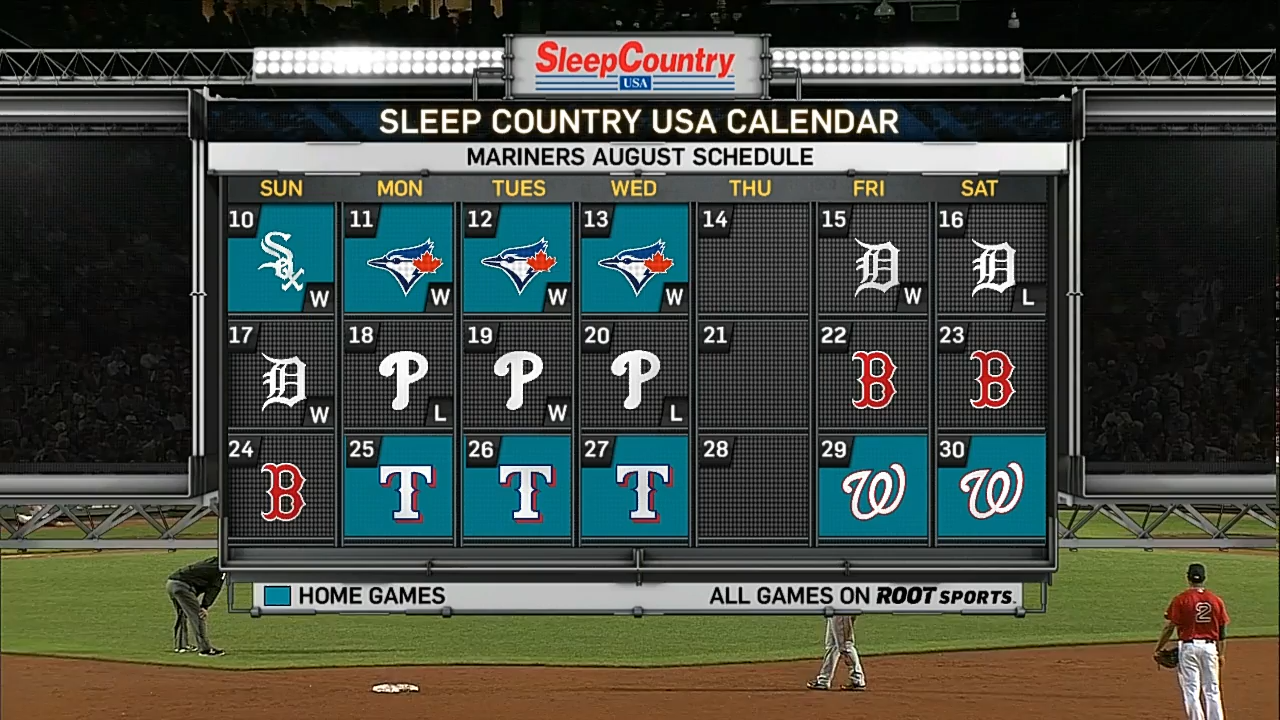 SleepCountry
USA
SLEEP COUNTRY USA CALENDAR
MARINERS AUGUST SCHEDULE
SUN MON TUES WED THU FRI SAT
10 11 12 13 14 15 16
Sox
W W W W W L
17 18 19 20 21 22 23
D P P P B B
W L W L
24 25 26 27 28 29 30
B T T T W W
HOME GAMES ALL GAMES ON ROOT SPORTS.
2